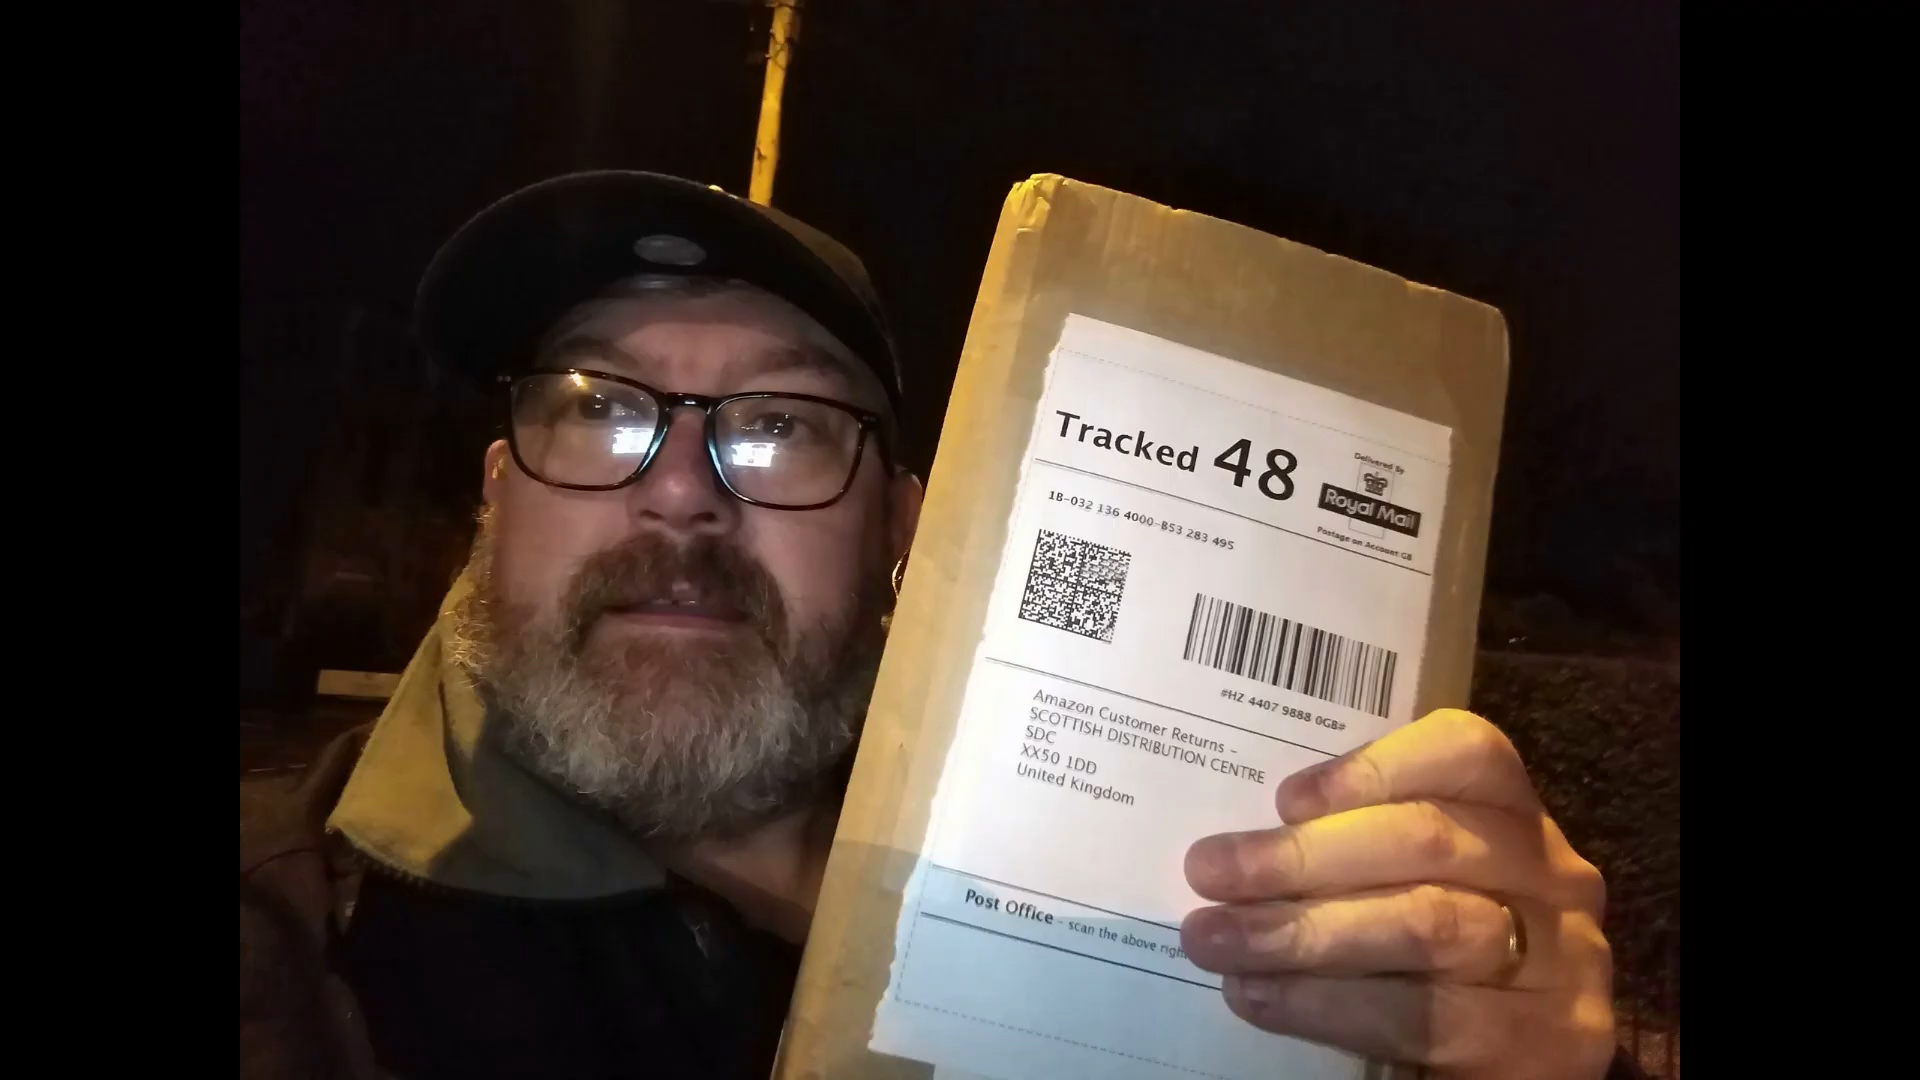 Tracked 48
Delivered By
Royal Mail
Postage on Account GB
1B-032 136 4000-B53 283 495
#HZ 4407 9888 0GB#
Amazon Customer Returns –
SCOTTISH DISTRIBUTION CENTRE
SDC
XX50 1DD
United Kingdom
Post Office – scan the above